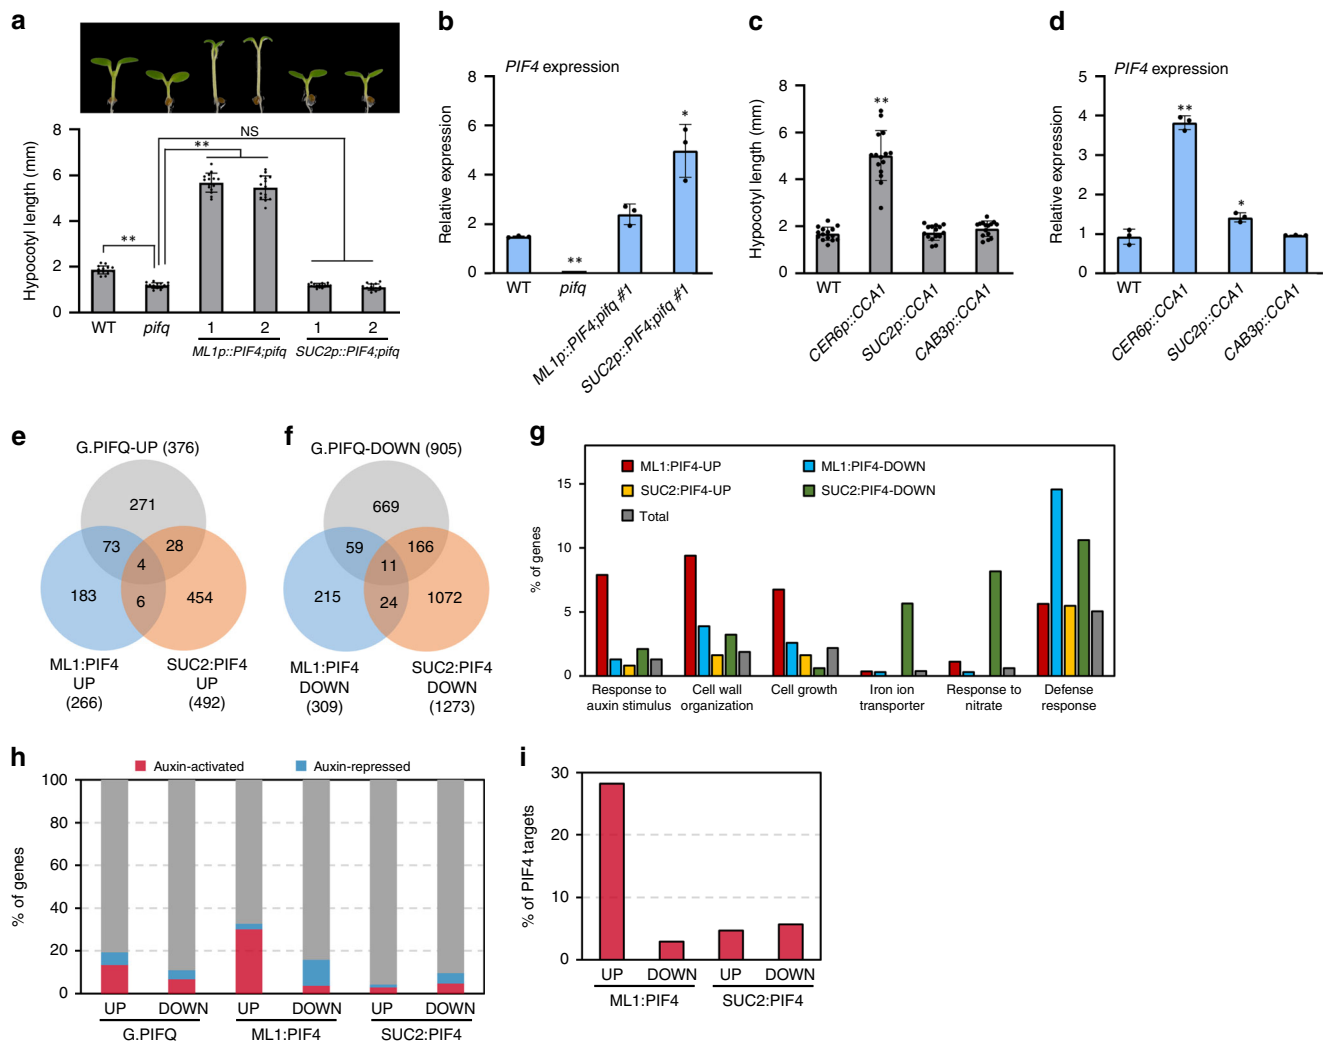 a
8
6
4
2
0
Hypocotyl length (mm)
NS
**
**
WT
pifq
1
2
1
2
ML1p::PIF4;pifq
SUC2p::PIF4;pifq
b
PIF4 expression
8
6
4
2
0
Relative expression
**
*
WT
pifq
ML1p::PIF4;pifq #1
SUC2p::PIF4;pifq #1
c
8
6
4
2
0
Hypocotyl length (mm)
**
WT
CER6p::CCA1
SUC2p::CCA1
CAB3p::CCA1
d
PIF4 expression
5
4
3
2
1
0
Relative expression
**
*
WT
CER6p::CCA1
SUC2p::CCA1
CAB3p::CCA1
e
G.PIFQ-UP (376)
271
73
28
4
183
6
454
ML1:PIF4
UP
(266)
SUC2:PIF4
UP
(492)
f
G.PIFQ-DOWN (905)
669
59
166
11
215
24
1072
ML1:PIF4
DOWN
(309)
SUC2:PIF4
DOWN
(1273)
g
ML1:PIF4-UP
ML1:PIF4-DOWN
SUC2:PIF4-UP
SUC2:PIF4-DOWN
Total
15
10
5
0
% of genes
Response to
auxin stimulus
Cell wall
organization
Cell growth
Iron ion
transporter
Response to
nitrate
Defense
response
h
Auxin-activated
Auxin-repressed
100
80
60
40
20
0
% of genes
UP
DOWN
UP
DOWN
UP
DOWN
G.PIFQ
ML1:PIF4
SUC2:PIF4
i
30
20
10
0
% of PIF4 targets
UP
DOWN
UP
DOWN
ML1:PIF4
SUC2:PIF4